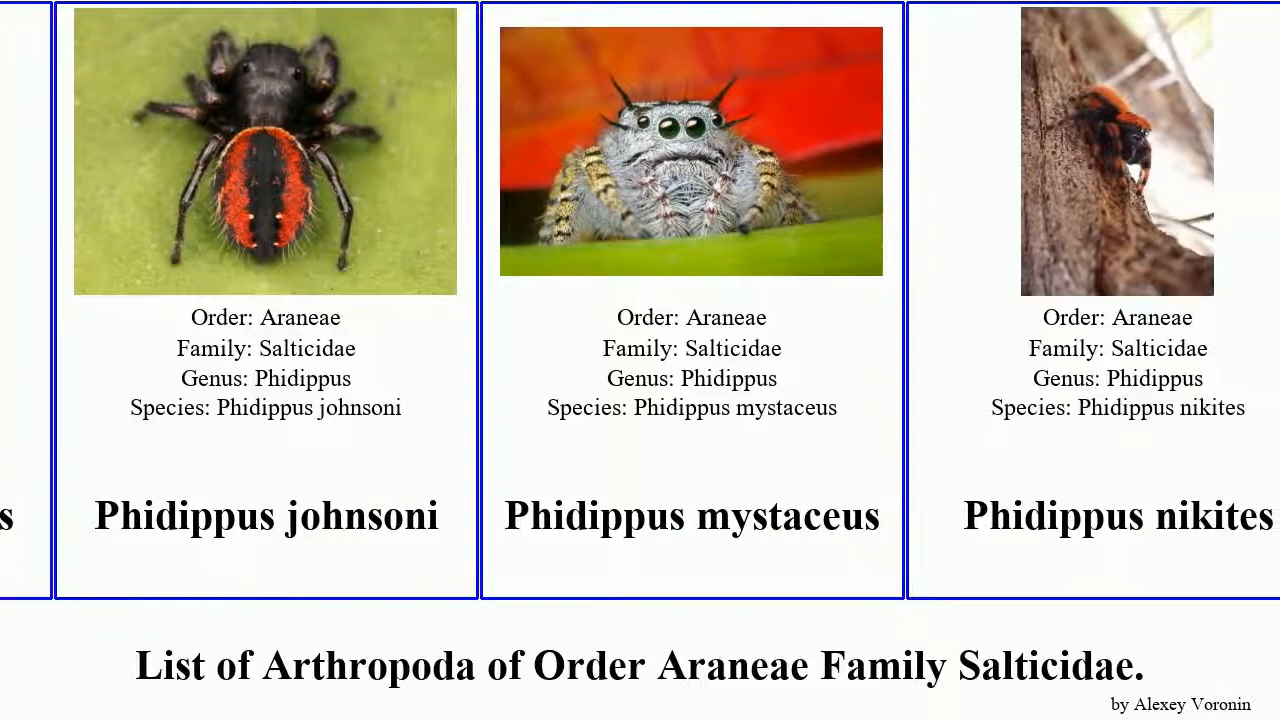 Order: Araneae
Family: Salticidae
Genus: Phidippus
Species: Phidippus johnsoni
Order: Araneae
Family: Salticidae
Genus: Phidippus
Species: Phidippus mystaceus
Order: Araneae
Family: Salticidae
Genus: Phidippus
Species: Phidippus nikites
s
Phidippus johnsoni
Phidippus mystaceus
Phidippus nikites
List of Arthropoda of Order Araneae Family Salticidae.
by Alexey Voronin